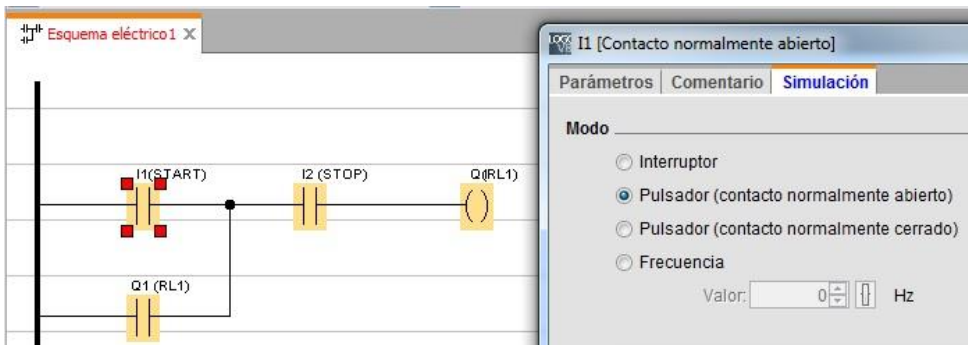 Esquema eléctrico1
I1(START)
I2 (STOP)
Q(RL1)
Q1 (RL1)
I1 [Contacto normalmente abierto]
Parámetros Comentario Simulación
Modo
Interruptor
Pulsador (contacto normalmente abierto)
Pulsador (contacto normalmente cerrado)
Frecuencia
Valor: 0 Hz